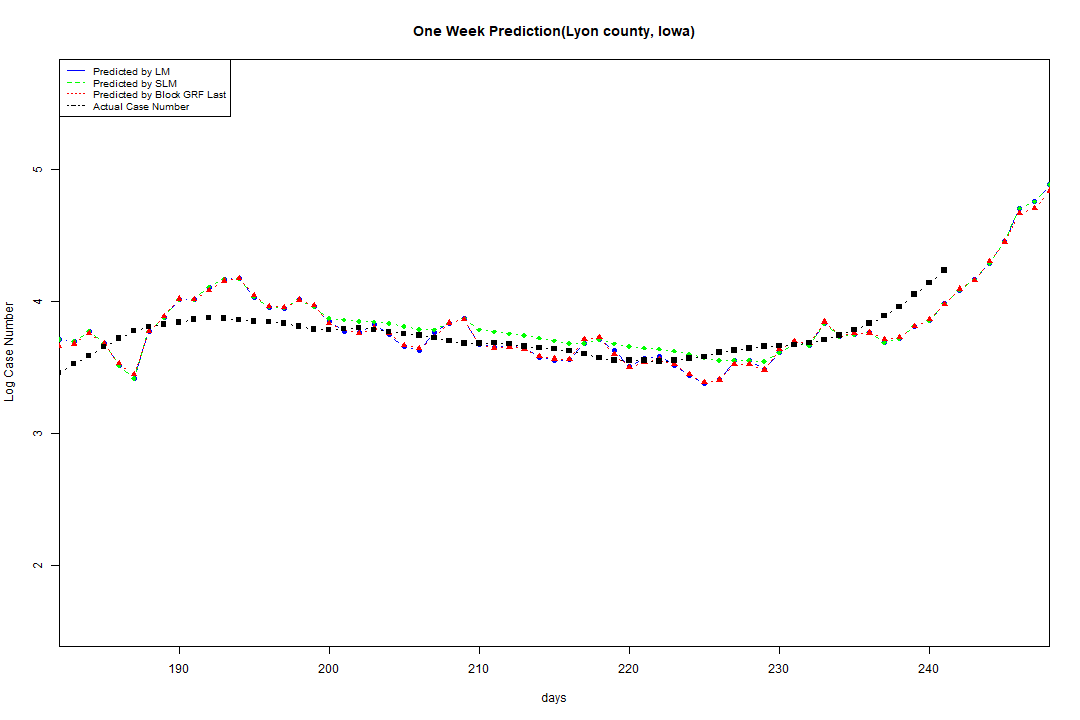 One Week Prediction(Lyon county, Iowa)
Predicted by LM
Predicted by SLM
Predicted by Block GRF Last
Actual Case Number
5
4
3
2
Log Case Number
190 200 210 220 230 240
days